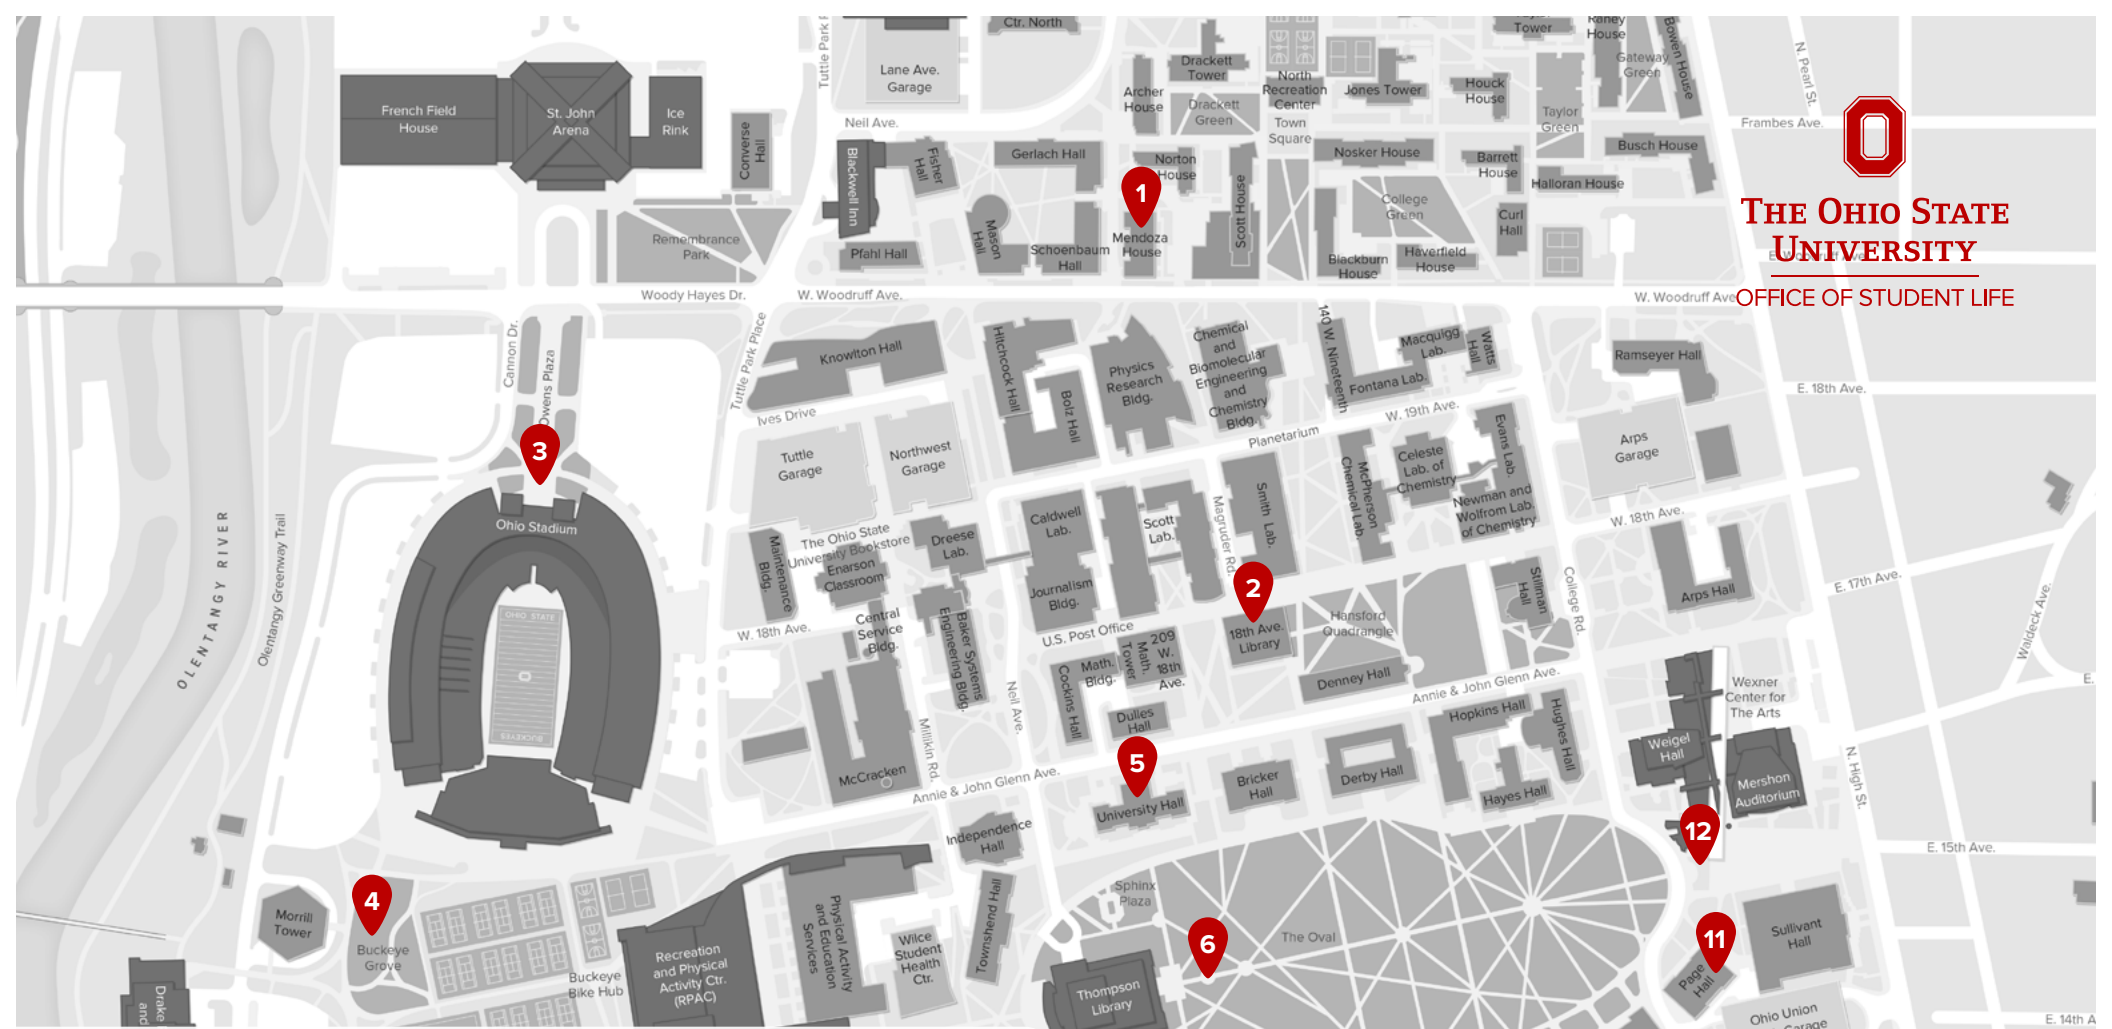 Ctr. North
Tuttle Park P
Lane Ave.
Garage
Neil Ave.
French Field
House
St. John
Arena
Ice
Rink
Converse
Hall
Blackwell Inn
Fisher
Hall
Gerlach Hall
Mason
Hall
Schoenbaum
Hall
Pfahl Hall
Remembrance
Park
Archer
House
Drackett
Tower
Drackett
Green
North
Recreation
Center
Town
Square
Jones Tower
Houck
House
Tower
Raney
House
Bowen House
Gateway
Green
Taylor
Green
N. Pearl St.
Frambes Ave.
Norton
House
1
Mendoza
House
Scott House
Nosker House
Barrett
House
Busch House
Halloran House
College
Green
Curl
Hall
Blackburn
House
Haverfield
House
THE OHIO STATE
UNIVERSITY
E. Woodruff Ave.
OFFICE OF STUDENT LIFE
Woody Hayes Dr.
W. Woodruff Ave.
W. Woodruff Ave
Cannon Dr.
Owens Plaza
3
Tuttle Park Place
Knowlton Hall
Ives Drive
Tuttle
Garage
Northwest
Garage
Hitchcock Hall
Bolz Hall
Physics
Research
Bldg.
Chemical
and
Biomolecular
Engineering
and
Chemistry
Bldg.
140 W. Nineteenth
Macquigg
Lab.
Watts
Hall
Fontana Lab.
W. 19th Ave.
Planetarium
Ramseyer Hall
E. 18th Ave.
Arps
Garage
McPherson
Chemical Lab.
Celeste
Lab. of
Chemistry
Evans Lab.
Newman and
Wolfrom Lab.
of Chemistry
W. 18th Ave.
OLENTANGY RIVER
Olentangy Greenway Trail
Ohio Stadium
OHIO STATE
O
BUCKEYES
The Ohio State
University Bookstore
Maintenance
Bldg.
Enarson
Classroom
Dreese
Lab.
Caldwell
Lab.
Journalism
Bldg.
Scott
Lab.
Magruder Rd.
Smith Lab.
2
18th Ave.
Library
Hansford
Quadrangle
Stillman
Hall
College Rd.
Arps Hall
E. 17th Ave.
Waldeck Ave.
W. 18th Ave.
Central
Service
Bldg.
Baker Systems
Engineering Bldg.
U.S. Post Office
Cockins Hall
Math.
Bldg.
Math.
Tower
209
W.
18th
Ave.
Denney Hall
Annie & John Glenn Ave.
Dulles
Hall
Neil Ave.
Millikin Rd.
McCracken
Annie & John Glenn Ave.
5
University Hall
Bricker
Hall
Derby Hall
Hopkins Hall
Hughes Hall
Hayes Hall
Wexner
Center for
The Arts
Weigel
Hall
Mershon
Auditorium
N. High St.
E.
12
E. 15th Ave.
Independence
Hall
Townshend Hall
Sphinx
Plaza
6
The Oval
Thompson
Library
4
Morrill
Tower
Buckeye
Grove
Buckeye
Bike Hub
Recreation
and Physical
Activity Ctr.
(RPAC)
Physical Activity
and Education
Services
Wilce
Student
Health
Ctr.
Drake
and
11
Page
Hall
Sullivant
Hall
Ohio Union
Garage
E. 14th A